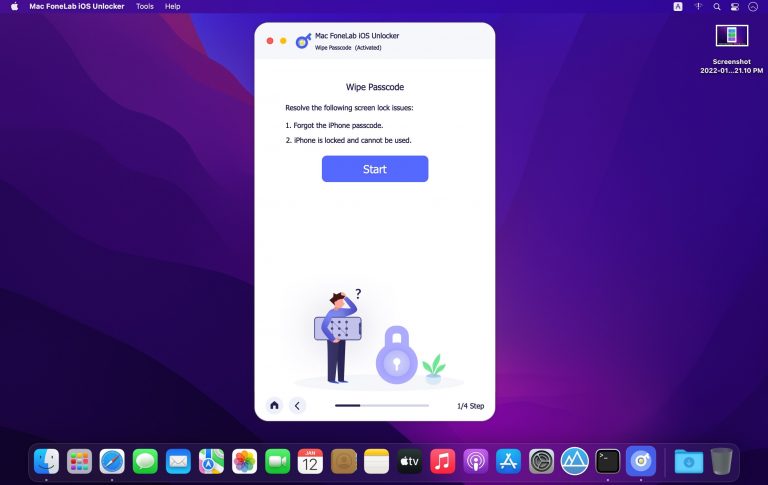 Mac FoneLab iOS Unlocker Tools Help
A
Mac FoneLab iOS Unlocker
Wipe Passcode (Activated)
Screenshot
2022-01...21.10 PM
Wipe Passcode
Resolve the following screen lock issues:
1. Forgot the iPhone passcode.
2. iPhone is locked and cannot be used.
Start
?
1/4 Step
JAN
12
tv
A
>_